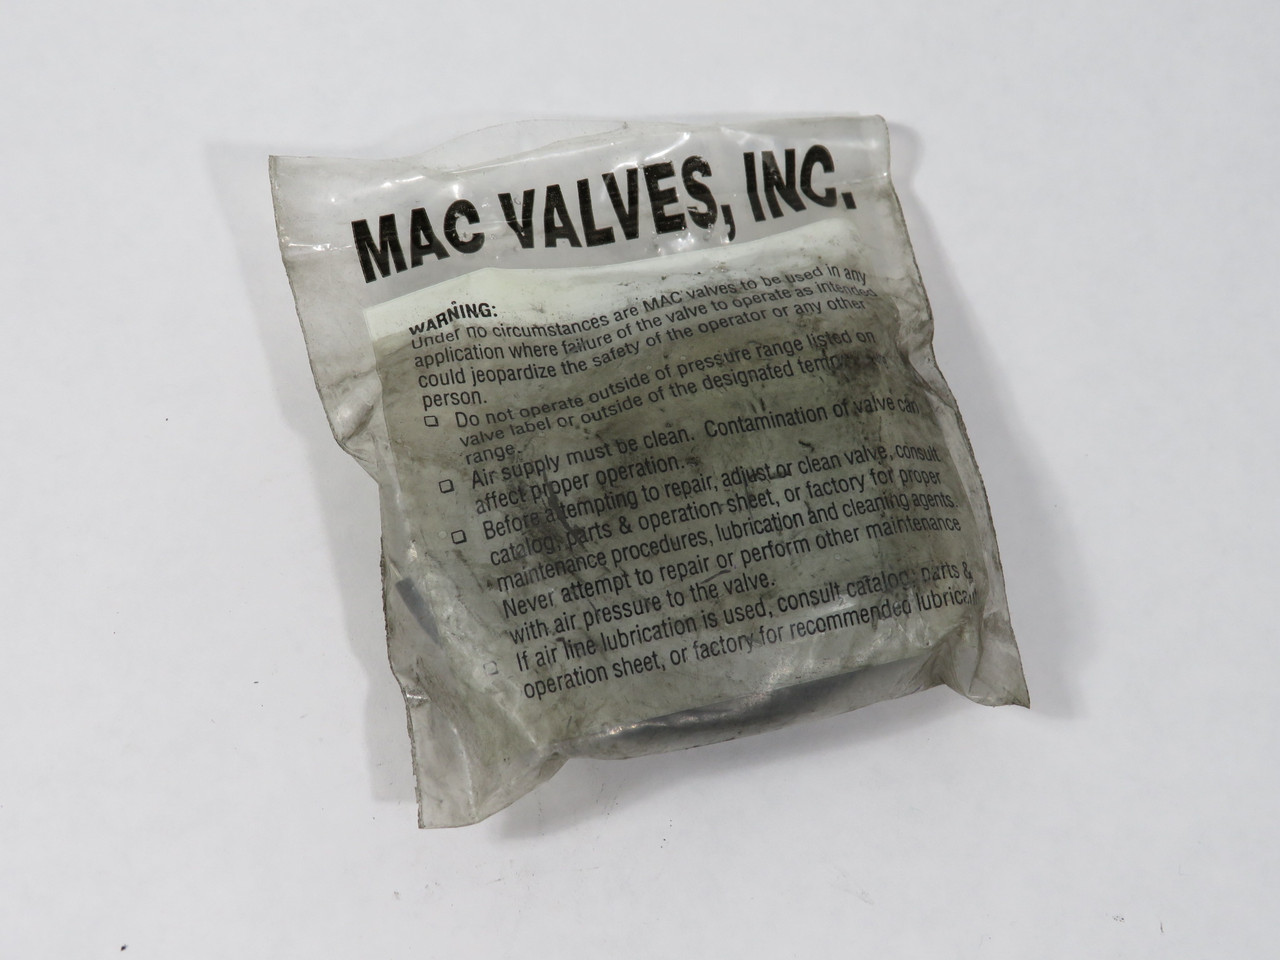 MAC VALVES, INC.
WARNING:
Under no circumstances are MAC valves to be used in any
application where failure of the valve to operate as intended
could jeopardize the safety of the operator or any other
person.
❑ Do not operate outside of pressure range listed on
valve label or outside of the designated
range.
❑ Air supply must be clean. Contamination of valve can
affect proper operation.
❑ Before attempting to repair, adjust or clean valve, consult
catalog, parts & operation sheet, or factory for proper
maintenance procedures, lubrication and cleaning agents.
Never attempt to repair or perform other maintenance
with air pressure to the valve.
❑ If air line lubrication is used, consult catalog, parts &
operation sheet, or factory for recommended